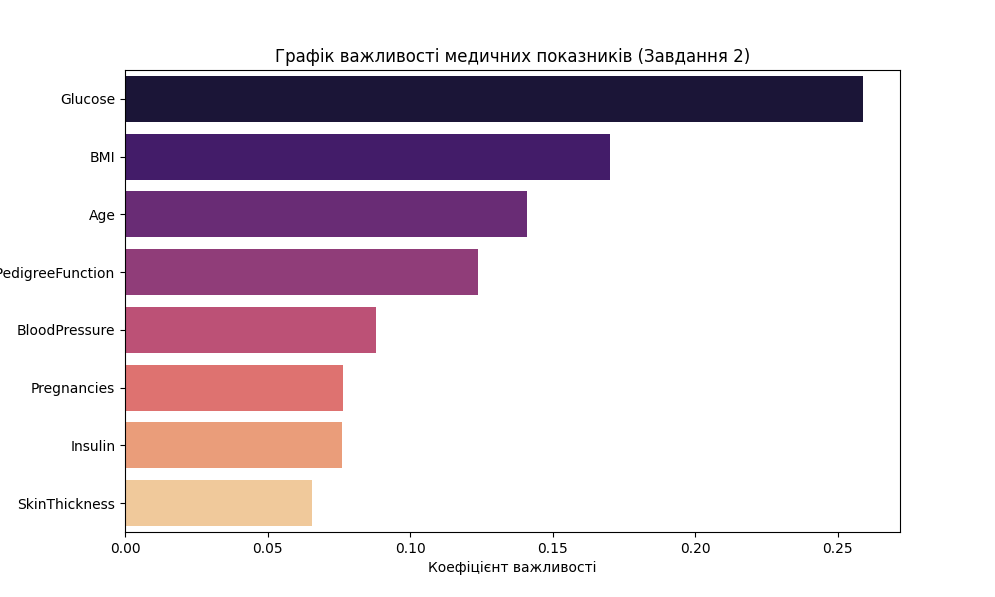 Графік важливості медичних показників (Завдання 2)
Glucose
BMI
Age
PedigreeFunction
BloodPressure
Pregnancies
Insulin
SkinThickness
0.00 0.05 0.10 0.15 0.20 0.25
Коефіцієнт важливості